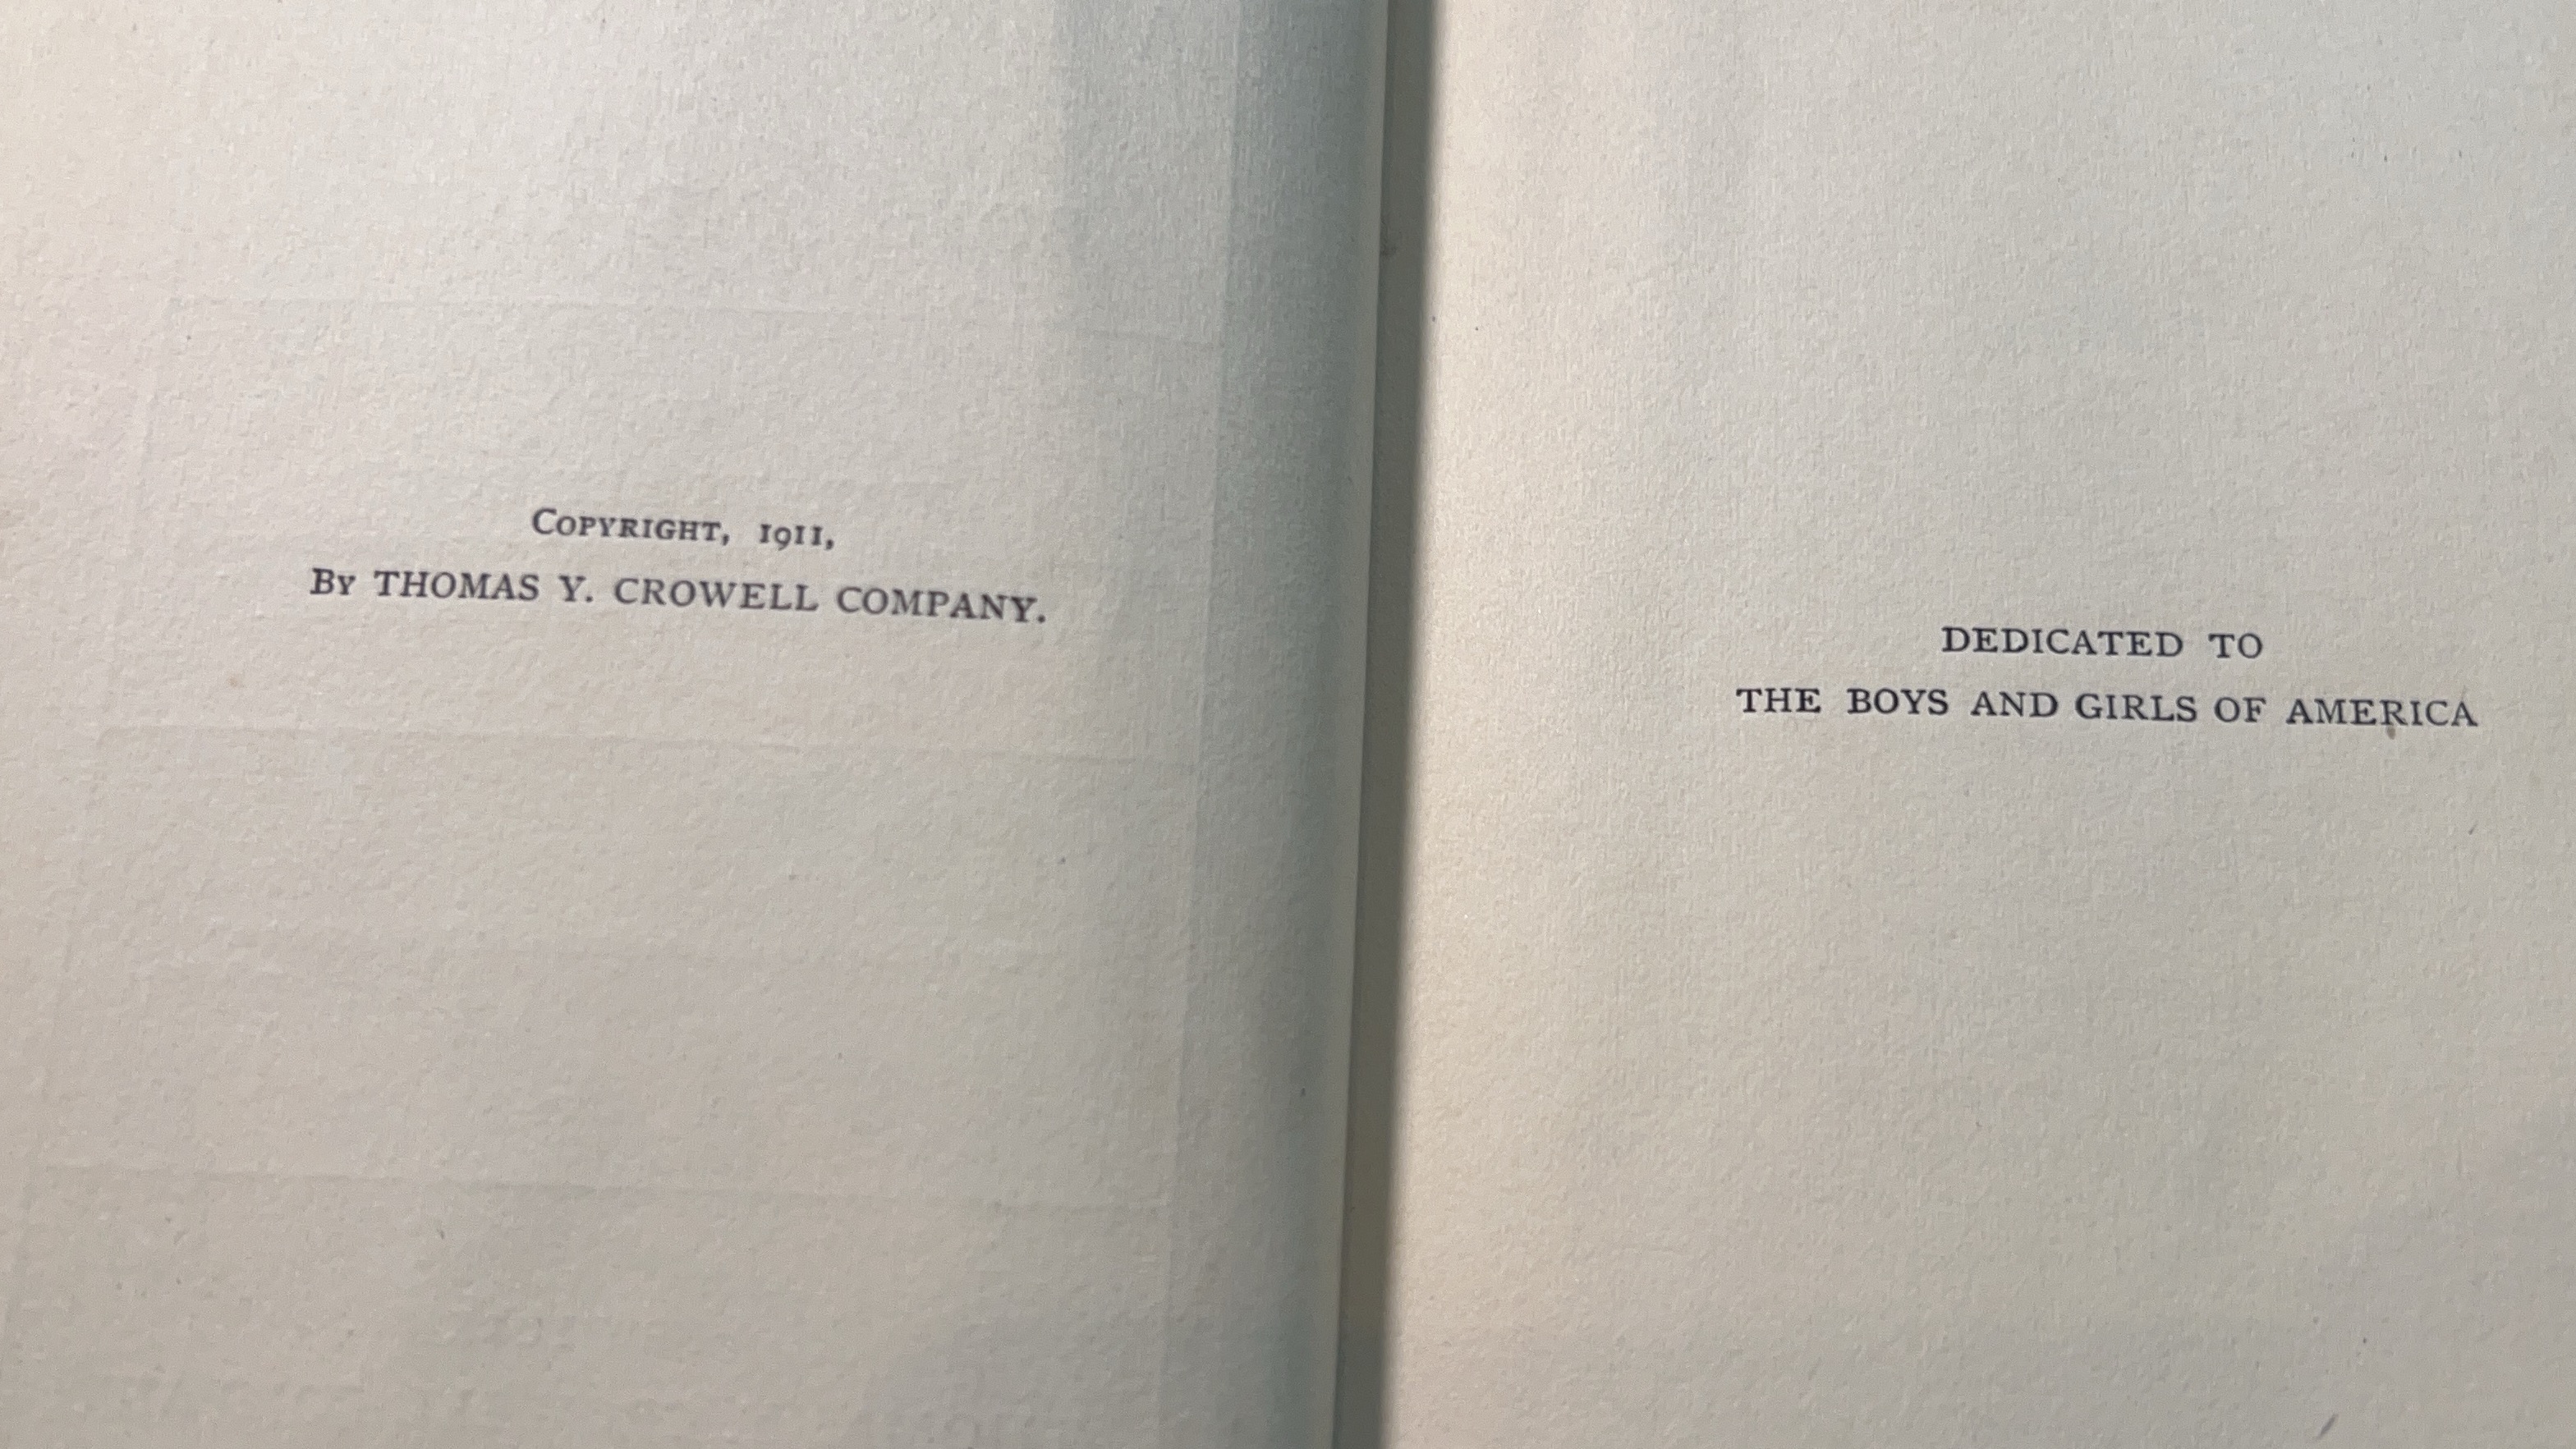 Copyright, 1911,
By THOMAS Y. CROWELL COMPANY.
DEDICATED TO
THE BOYS AND GIRLS OF AMERICA